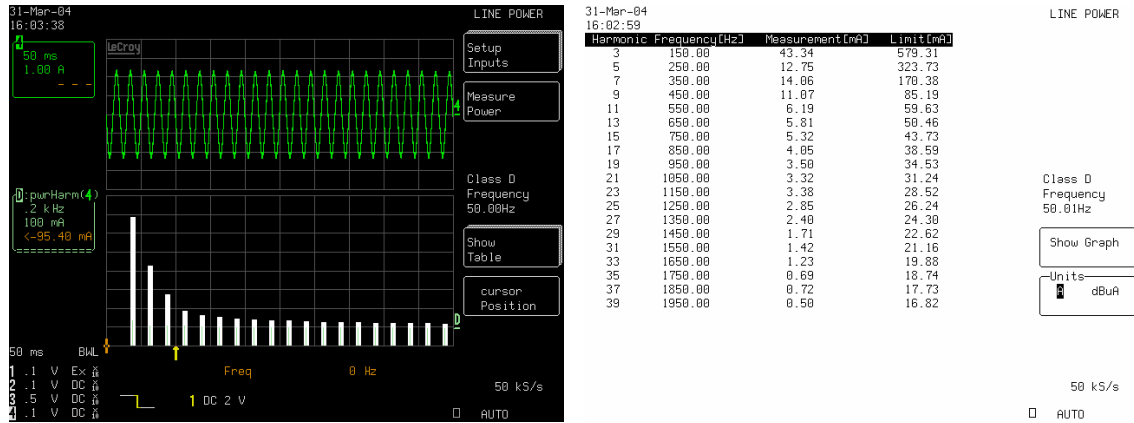 31-Mar-04
16:03:38
LINE POWER
4
50 ms
1.00 A
- - -
LeCroy
Setup
Inputs
Measure
Power
4
Class D
Frequency
50.00Hz
D:pwrHarm(4)
.2 kHz
100 mA
<-95.40 mA
Show
Table
cursor
Position
D
50 ms BWL
1 .1 V Ex
2 .1 V DC
3 .5 V DC
4 .1 V DC
Freq 0 Hz
1 DC 2 V
50 kS/s
AUTO
31-Mar-04
16:02:59
LINE POWER
Harmonic Frequency[Hz] Measurement[mA] Limit[mA]
3 150.00 43.34 579.31
5 250.00 12.75 323.73
7 350.00 14.06 170.38
9 450.00 11.07 85.19
11 550.00 6.19 59.63
13 650.00 5.81 50.46
15 750.00 5.32 43.73
17 850.00 4.05 38.59
19 950.00 3.50 34.53
21 1050.00 3.32 31.24
23 1150.00 3.38 28.52
25 1250.00 2.85 26.24
27 1350.00 2.40 24.30
29 1450.00 1.71 22.62
31 1550.00 1.42 21.16
33 1650.00 1.23 19.88
35 1750.00 0.69 18.74
37 1850.00 0.72 17.73
39 1950.00 0.50 16.82
Class D
Frequency
50.01Hz
Show Graph
Units
A dBuA
50 kS/s
AUTO